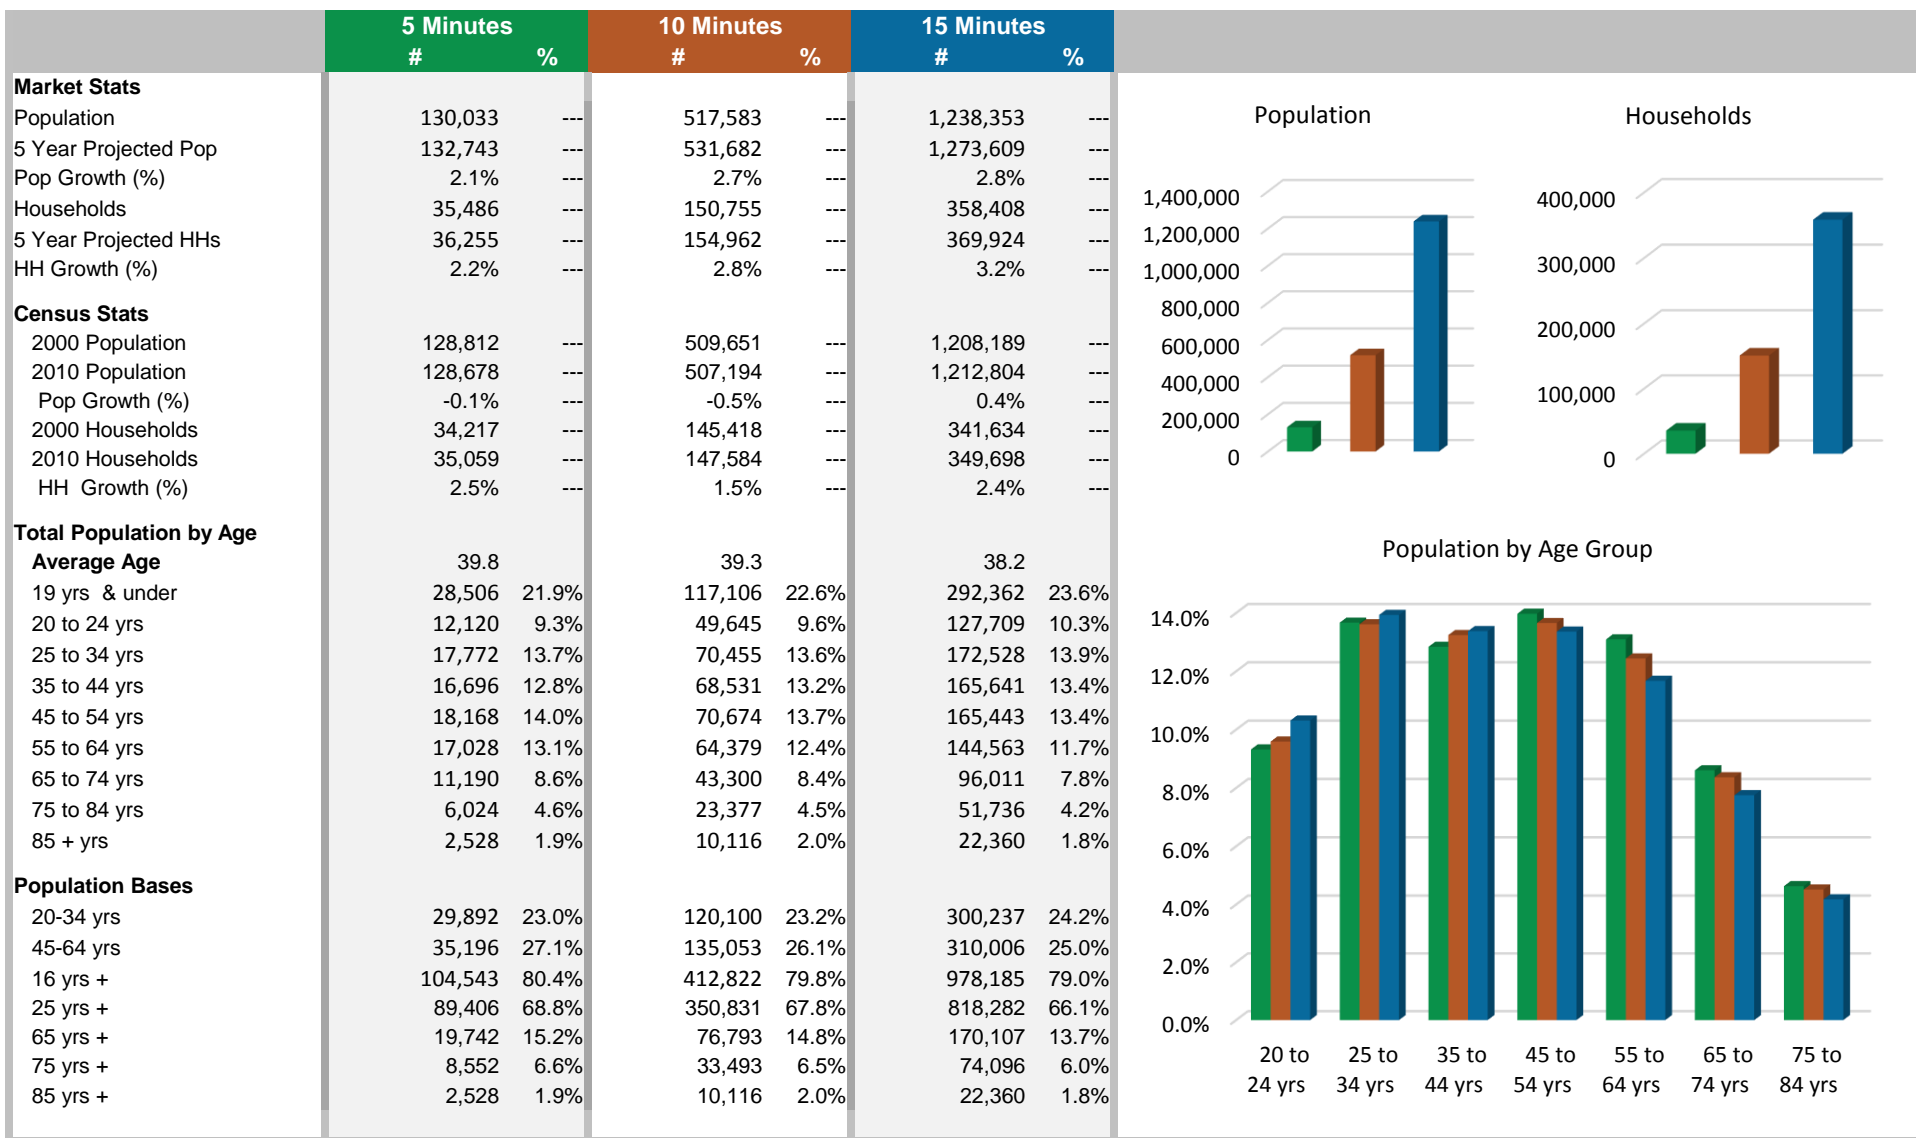 5 Minutes 10 Minutes 15 Minutes
# % # % # %
Market Stats
Population 130,033 --- 517,583 --- 1,238,353 ---
5 Year Projected Pop 132,743 --- 531,682 --- 1,273,609 ---
Pop Growth (%) 2.1% --- 2.7% --- 2.8% ---
Households 35,486 --- 150,755 --- 358,408 ---
5 Year Projected HHs 36,255 --- 154,962 --- 369,924 ---
HH Growth (%) 2.2% --- 2.8% --- 3.2% ---
Census Stats
2000 Population 128,812 --- 509,651 --- 1,208,189 ---
2010 Population 128,678 --- 507,194 --- 1,212,804 ---
Pop Growth (%) -0.1% --- -0.5% --- 0.4% ---
2000 Households 34,217 --- 145,418 --- 341,634 ---
2010 Households 35,059 --- 147,584 --- 349,698 ---
HH Growth (%) 2.5% --- 1.5% --- 2.4% ---
Total Population by Age
Average Age 39.8 39.3 38.2
19 yrs & under 28,506 21.9% 117,106 22.6% 292,362 23.6%
20 to 24 yrs 12,120 9.3% 49,645 9.6% 127,709 10.3%
25 to 34 yrs 17,772 13.7% 70,455 13.6% 172,528 13.9%
35 to 44 yrs 16,696 12.8% 68,531 13.2% 165,641 13.4%
45 to 54 yrs 18,168 14.0% 70,674 13.7% 165,443 13.4%
55 to 64 yrs 17,028 13.1% 64,379 12.4% 144,563 11.7%
65 to 74 yrs 11,190 8.6% 43,300 8.4% 96,011 7.8%
75 to 84 yrs 6,024 4.6% 23,377 4.5% 51,736 4.2%
85 + yrs 2,528 1.9% 10,116 2.0% 22,360 1.8%
Population Bases
20-34 yrs 29,892 23.0% 120,100 23.2% 300,237 24.2%
45-64 yrs 35,196 27.1% 135,053 26.1% 310,006 25.0%
16 yrs + 104,543 80.4% 412,822 79.8% 978,185 79.0%
25 yrs + 89,406 68.8% 350,831 67.8% 818,282 66.1%
65 yrs + 19,742 15.2% 76,793 14.8% 170,107 13.7%
75 yrs + 8,552 6.6% 33,493 6.5% 74,096 6.0%
85 yrs + 2,528 1.9% 10,116 2.0% 22,360 1.8%
Population
1,400,000
1,200,000
1,000,000
800,000
600,000
400,000
200,000
0
Households
400,000
300,000
200,000
100,000
0
Population by Age Group
14.0%
12.0%
10.0%
8.0%
6.0%
4.0%
2.0%
0.0%
20 to 25 to 35 to 45 to 55 to 65 to 75 to
24 yrs 34 yrs 44 yrs 54 yrs 64 yrs 74 yrs 84 yrs